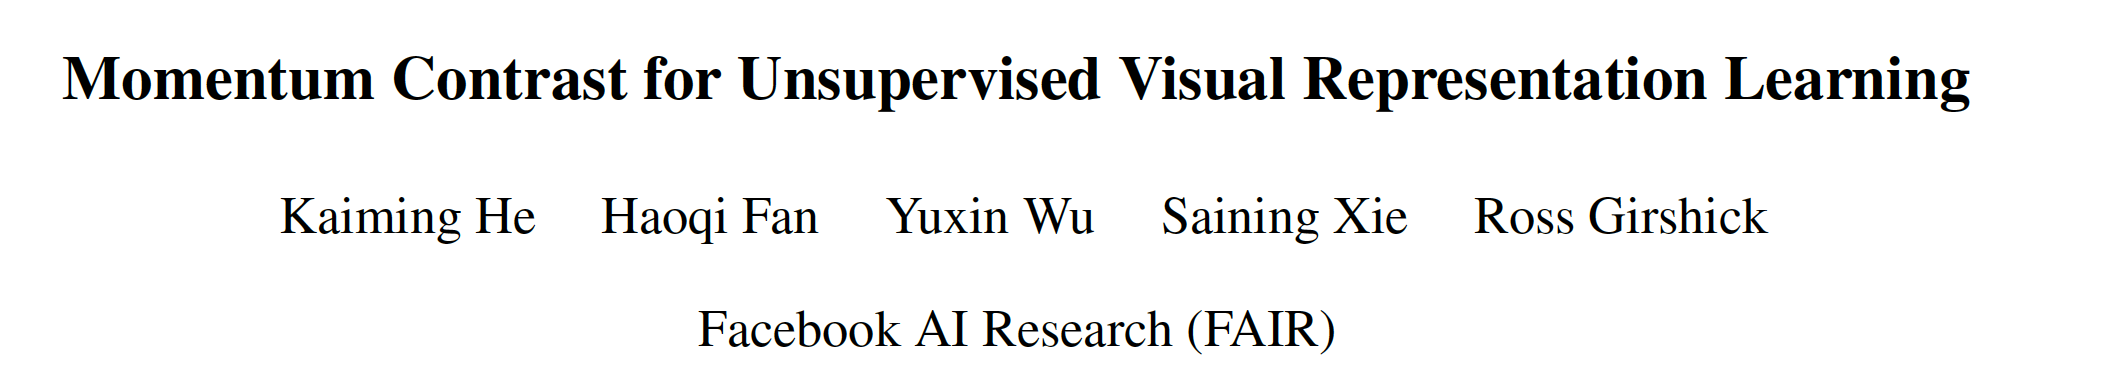 Momentum Contrast for Unsupervised Visual Representation Learning
Kaiming He Haoqi Fan Yuxin Wu Saining Xie Ross Girshick
Facebook AI Research (FAIR)